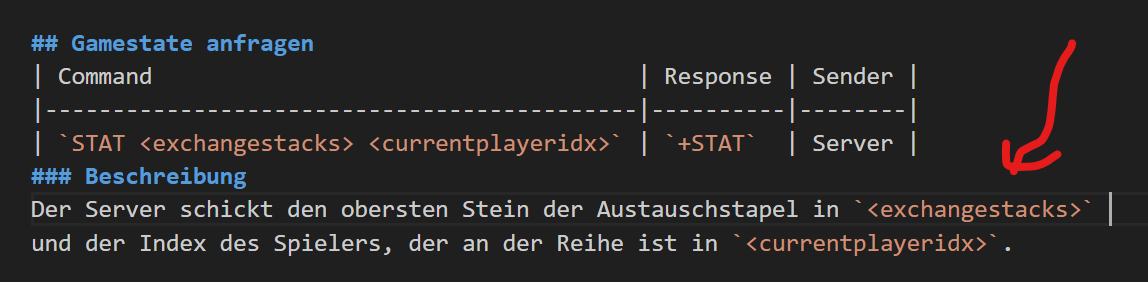 ## Gamestate anfragen
| Command                                    | Response | Sender |
|--------------------------------------------|----------|--------|
| `STAT <exchangestacks> <currentplayeridx>` | `+STAT`  | Server |
### Beschreibung
Der Server schickt den obersten Stein der Austauschstapel in `<exchangestacks>`
und der Index des Spielers, der an der Reihe ist in `<currentplayeridx>`.